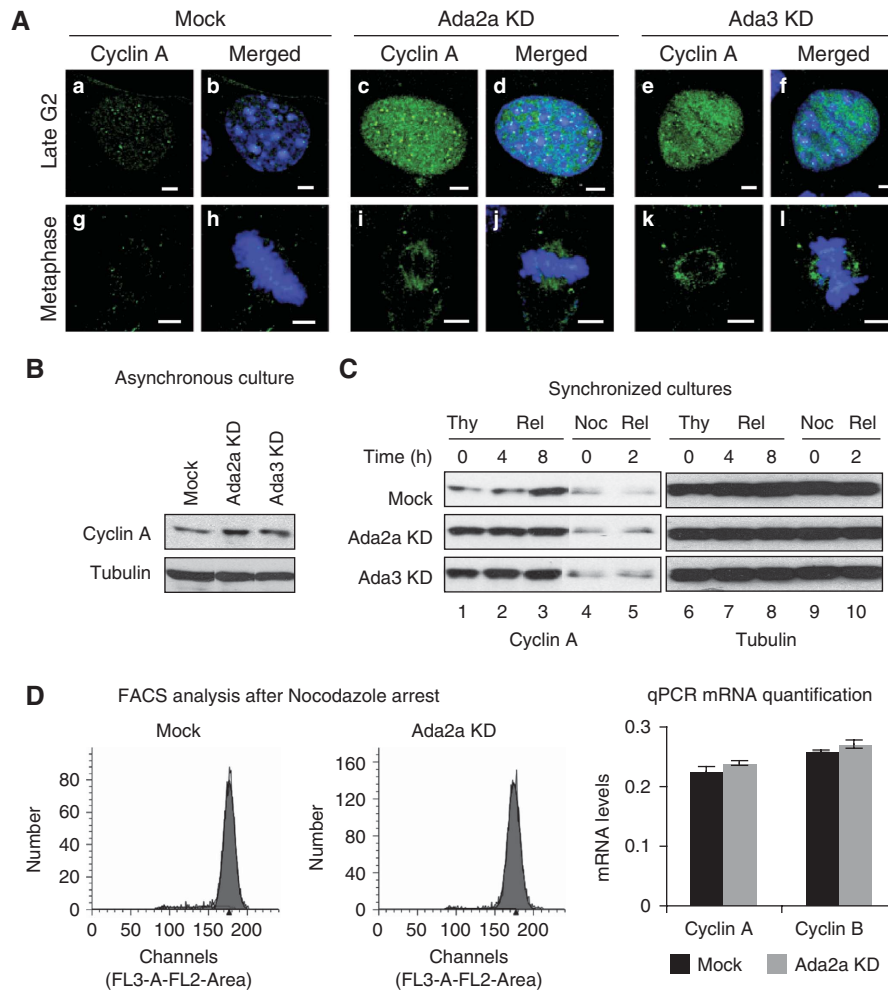 A
Mock Ada2a KD Ada3 KD
Cyclin A Merged Cyclin A Merged Cyclin A Merged
Late G2
a b c d e f
Metaphase
g h i j k l
B
Asynchronous culture
Mock Ada2a KD Ada3 KD
Cyclin A
Tubulin
C
Synchronized cultures
Thy Rel Noc Rel Thy Rel Noc Rel
Time (h) 0 4 8 0 2 0 4 8 0 2
Mock
Ada2a KD
Ada3 KD
1 2 3 4 5 6 7 8 9 10
Cyclin A Tubulin
D
FACS analysis after Nocodazole arrest
Mock
Number
80
60
40
20
0
0 50 100 150 200
Channels
(FL3-A-FL2-Area)
Ada2a KD
Number
160
120
80
40
0
0 50 100 150 200
Channels
(FL3-A-FL2-Area)
qPCR mRNA quantification
mRNA levels
0.3
0.2
0.1
0
Cyclin A Cyclin B
Mock Ada2a KD